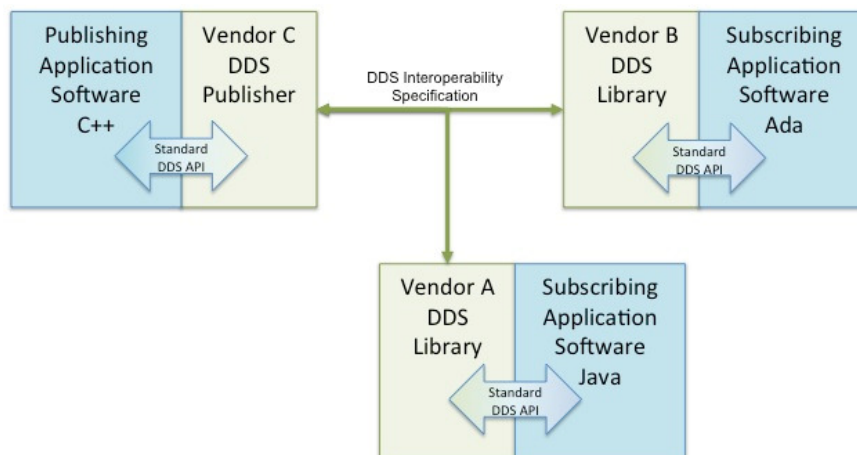 Publishing
Application
Software
C++
Standard
DDS API
Vendor C
DDS
Publisher
DDS Interoperability
Specification
Vendor B
DDS
Library
Standard
DDS API
Subscribing
Application
Software
Ada
Vendor A
DDS
Library
Standard
DDS API
Subscribing
Application
Software
Java